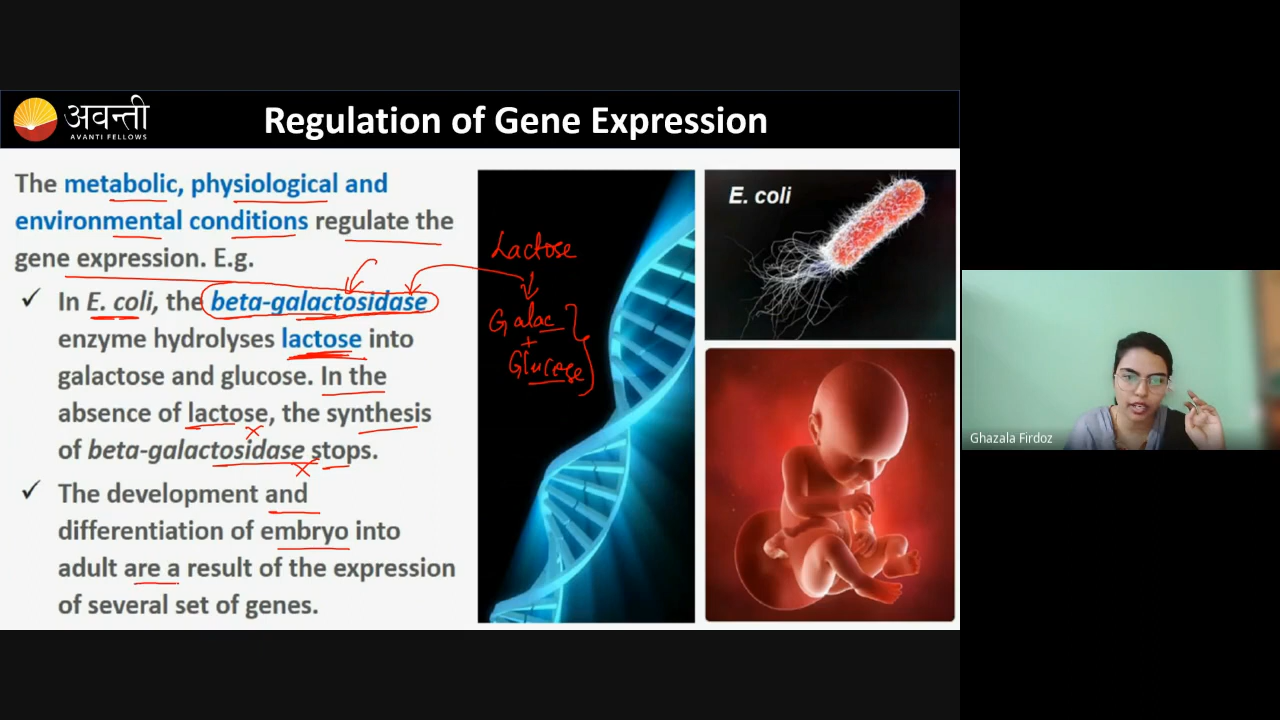 अवन्ती
AVANTI FELLOWS
Regulation of Gene Expression
The metabolic, physiological and
environmental conditions regulate the
gene expression. E.g.
✓ In E. coli, the beta-galactosidase
enzyme hydrolyses lactose into
galactose and glucose. In the
absence of lactose, the synthesis
of beta-galactosidase stops.
✓ The development and
differentiation of embryo into
adult are a result of the expression
of several set of genes.
Lactose
Galac
+
Glucose
E. coli
Ghazala Firdoz